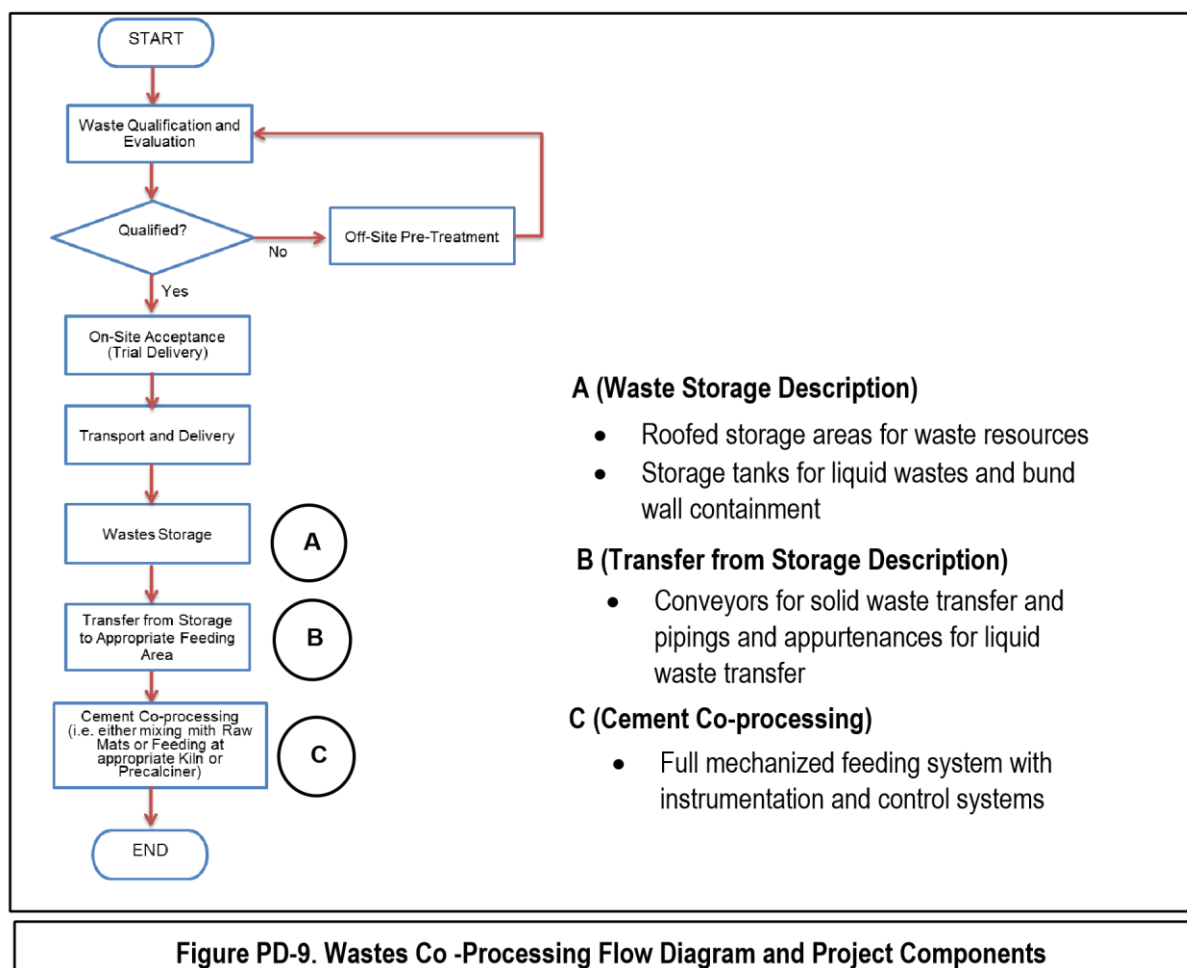 START
Waste Qualification and
Evaluation
Qualified?
No
Off-Site Pre-Treatment
Yes
On-Site Acceptance
(Trial Delivery)
Transport and Delivery
Wastes Storage
A
Transfer from Storage
to Appropriate Feeding
Area
B
Cement Co-processing
(i.e. either mixing mith Raw
Mats or Feeding at
appropriate Kiln or
Precalciner)
C
END
A (Waste Storage Description)
• Roofed storage areas for waste resources
• Storage tanks for liquid wastes and bund
wall containment
B (Transfer from Storage Description)
• Conveyors for solid waste transfer and
pipings and appurtenances for liquid
waste transfer
C (Cement Co-processing)
• Full mechanized feeding system with
instrumentation and control systems
Figure PD-9. Wastes Co -Processing Flow Diagram and Project Components